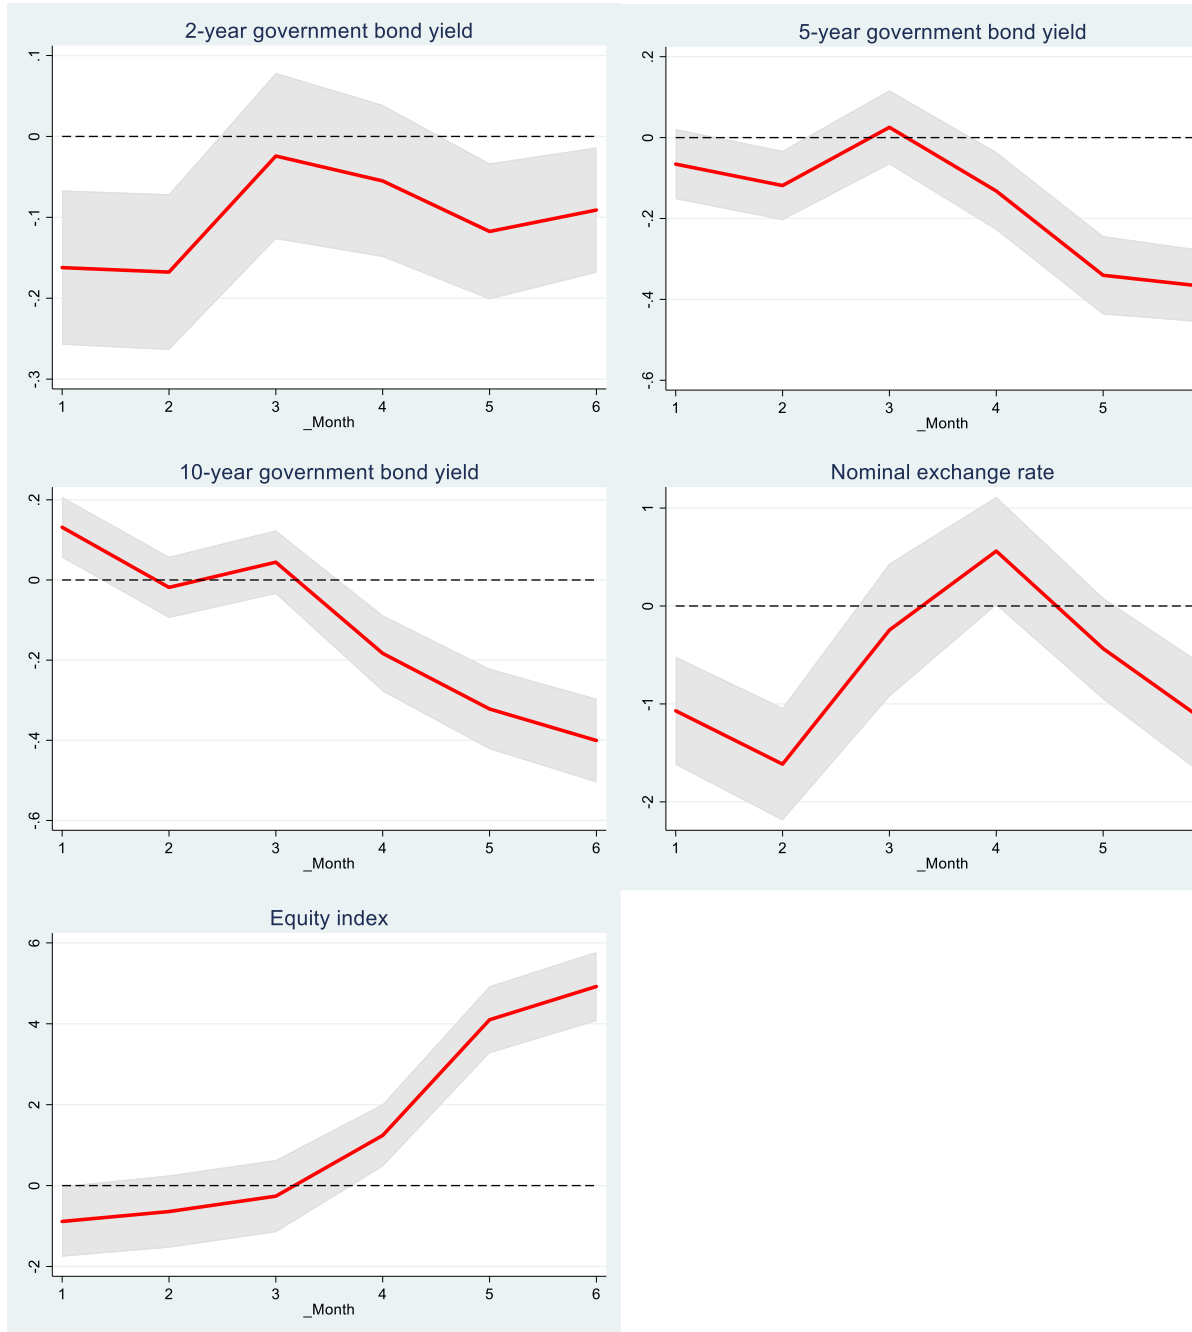 2-year government bond yield
.1
0
-.1
-.2
-.3
1 2 3 4 5 6
_Month
5-year government bond yield
.2
0
-.2
-.4
-.6
1 2 3 4 5
_Month
10-year government bond yield
.2
0
-.2
-.4
-.6
1 2 3 4 5 6
_Month
Nominal exchange rate
1
0
-1
-2
1 2 3 4 5
_Month
Equity index
6
4
2
0
-2
1 2 3 4 5 6
_Month